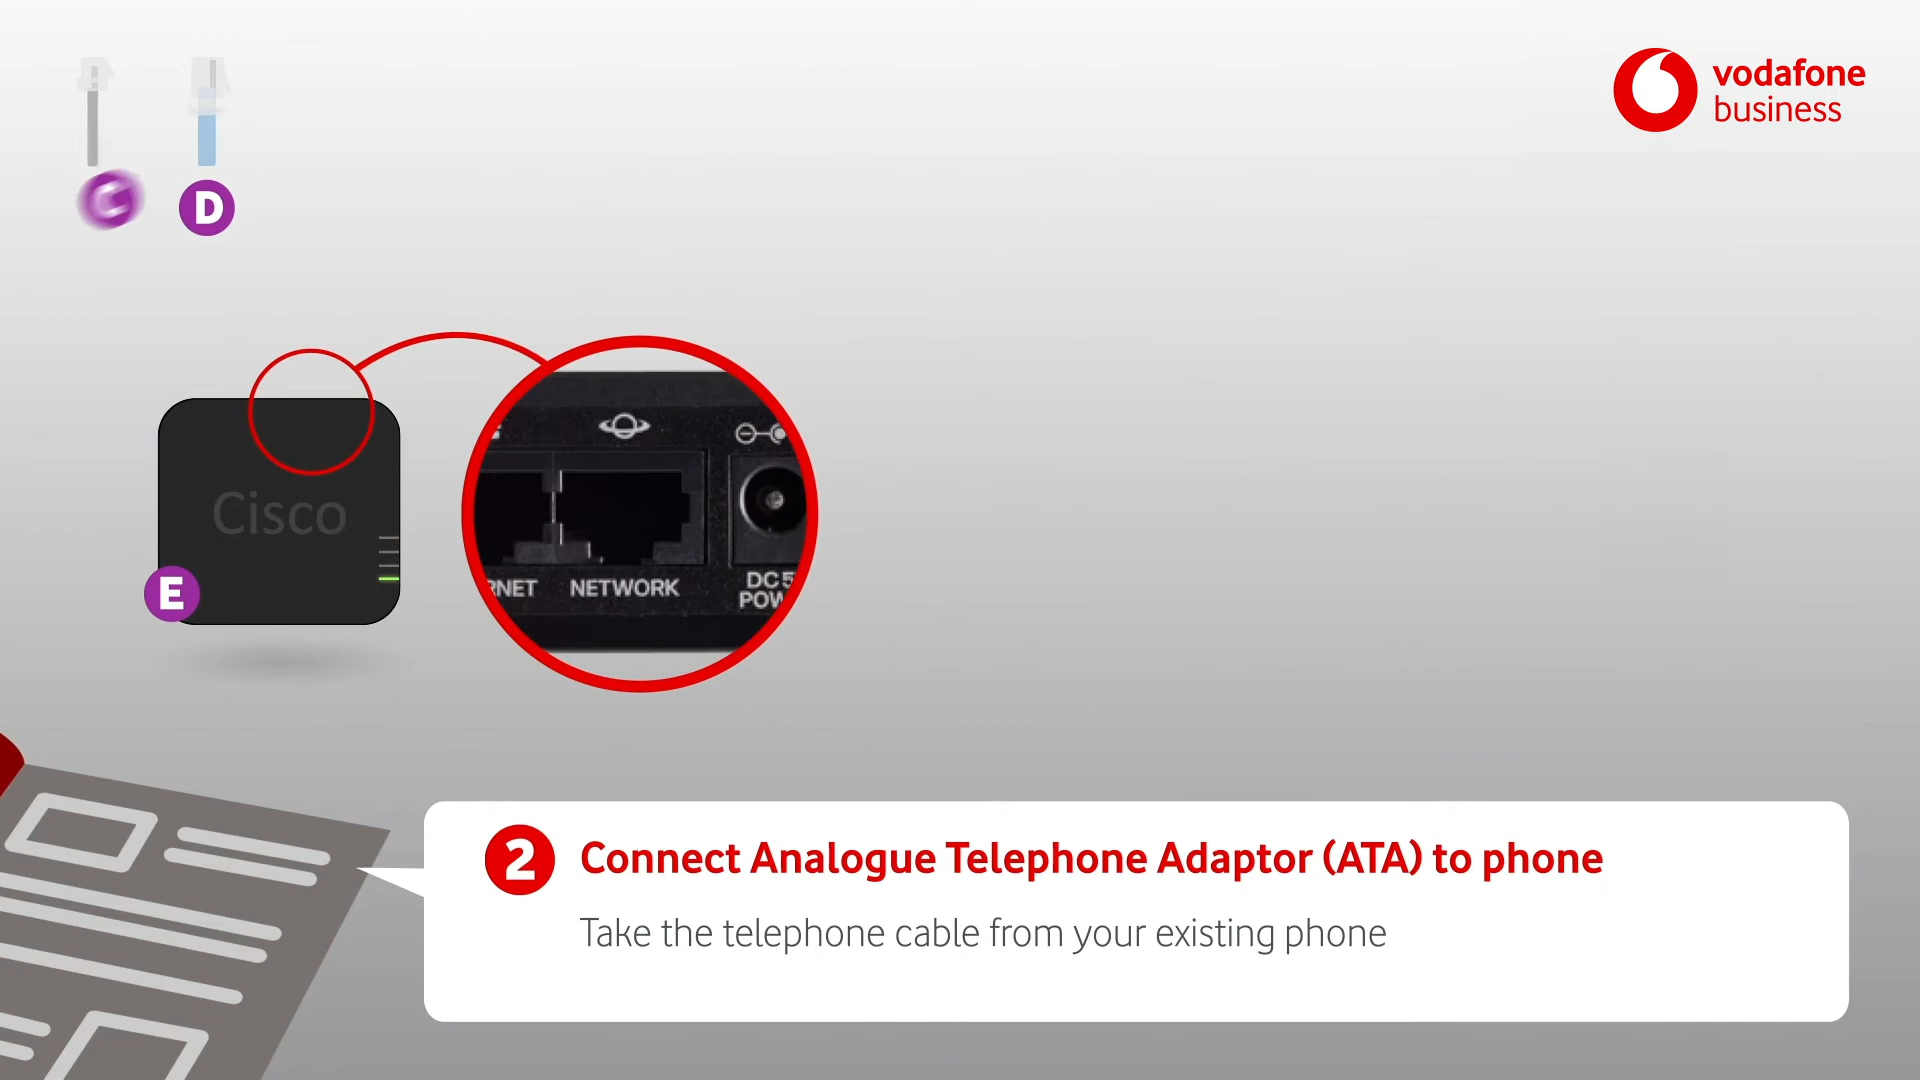 vodafone
business
D
Cisco
E
NETWORK
2 Connect Analogue Telephone Adaptor (ATA) to phone
Take the telephone cable from your existing phone